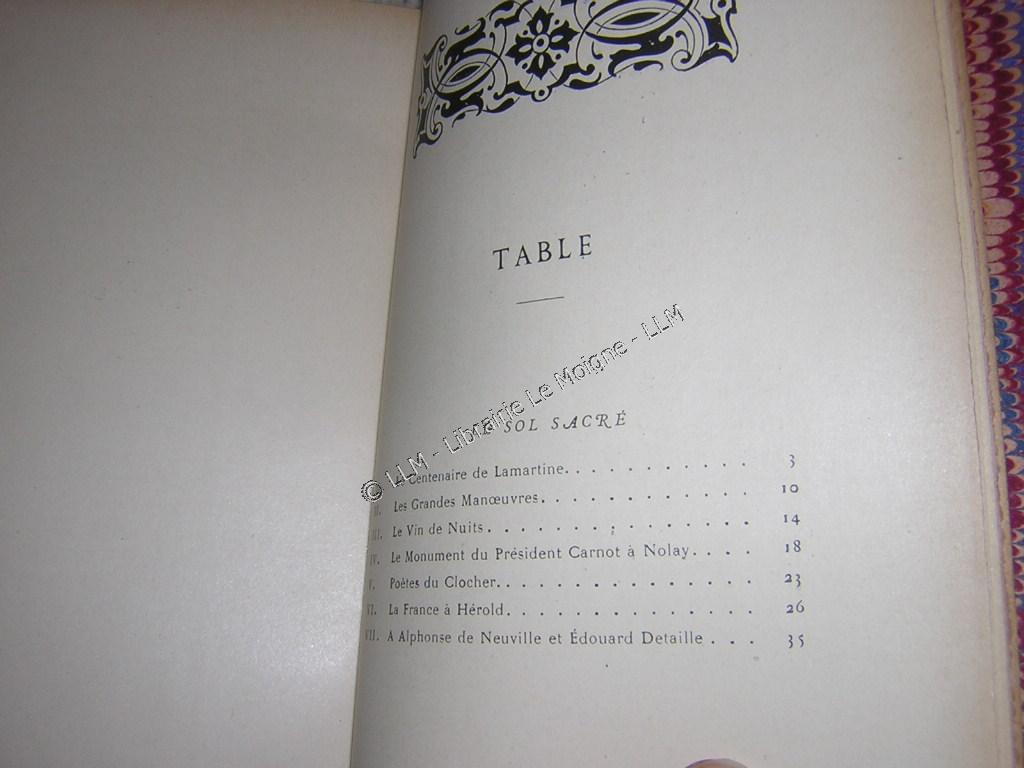 TABLE
SOL SACRÉ
Centenaire de Lamartine. . . . . . . . . . . . 3
II. Les Grandes Manœuvres. . . . . . . . . . . . 10
III. Le Vin de Nuits. . . . . . . . . . . . . . . 14
IV. Le Monument du Président Carnot à Nolay. . . . 18
V. Poètes du Clocher. . . . . . . . . . . . . . 23
VI. La France à Hérold. . . . . . . . . . . . . . 26
VII. A Alphonse de Neuville et Édouard Detaille . . . 35
© LLM - Librairie Le Moigne - LLM